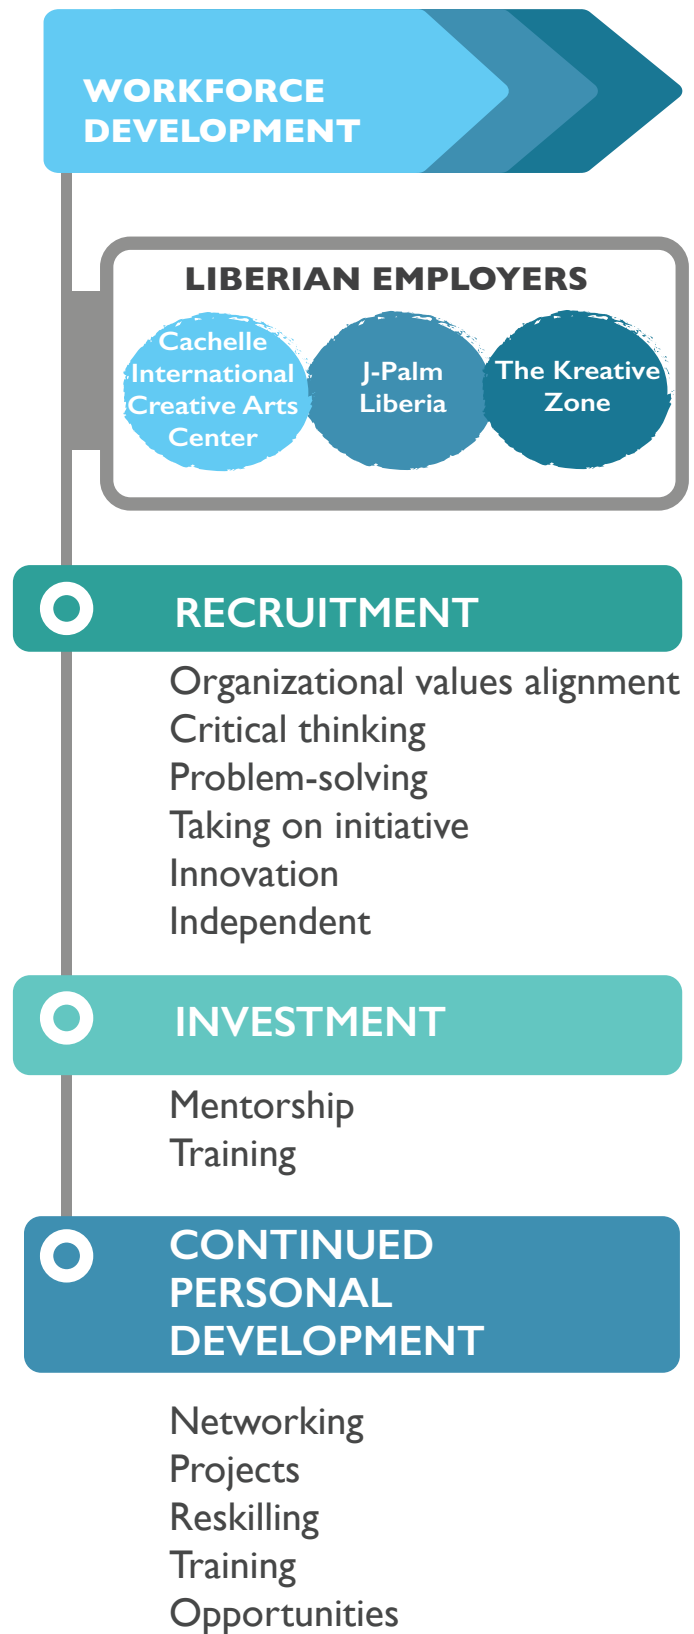 WORKFORCE
DEVELOPMENT
LIBERIAN EMPLOYERS
Cachelle
International
Creative Arts
Center
J-Palm
Liberia
The Kreative
Zone
RECRUITMENT
Organizational values alignment
Critical thinking
Problem-solving
Taking on initiative
Innovation
Independent
INVESTMENT
Mentorship
Training
CONTINUED
PERSONAL
DEVELOPMENT
Networking
Projects
Reskilling
Training
Opportunities